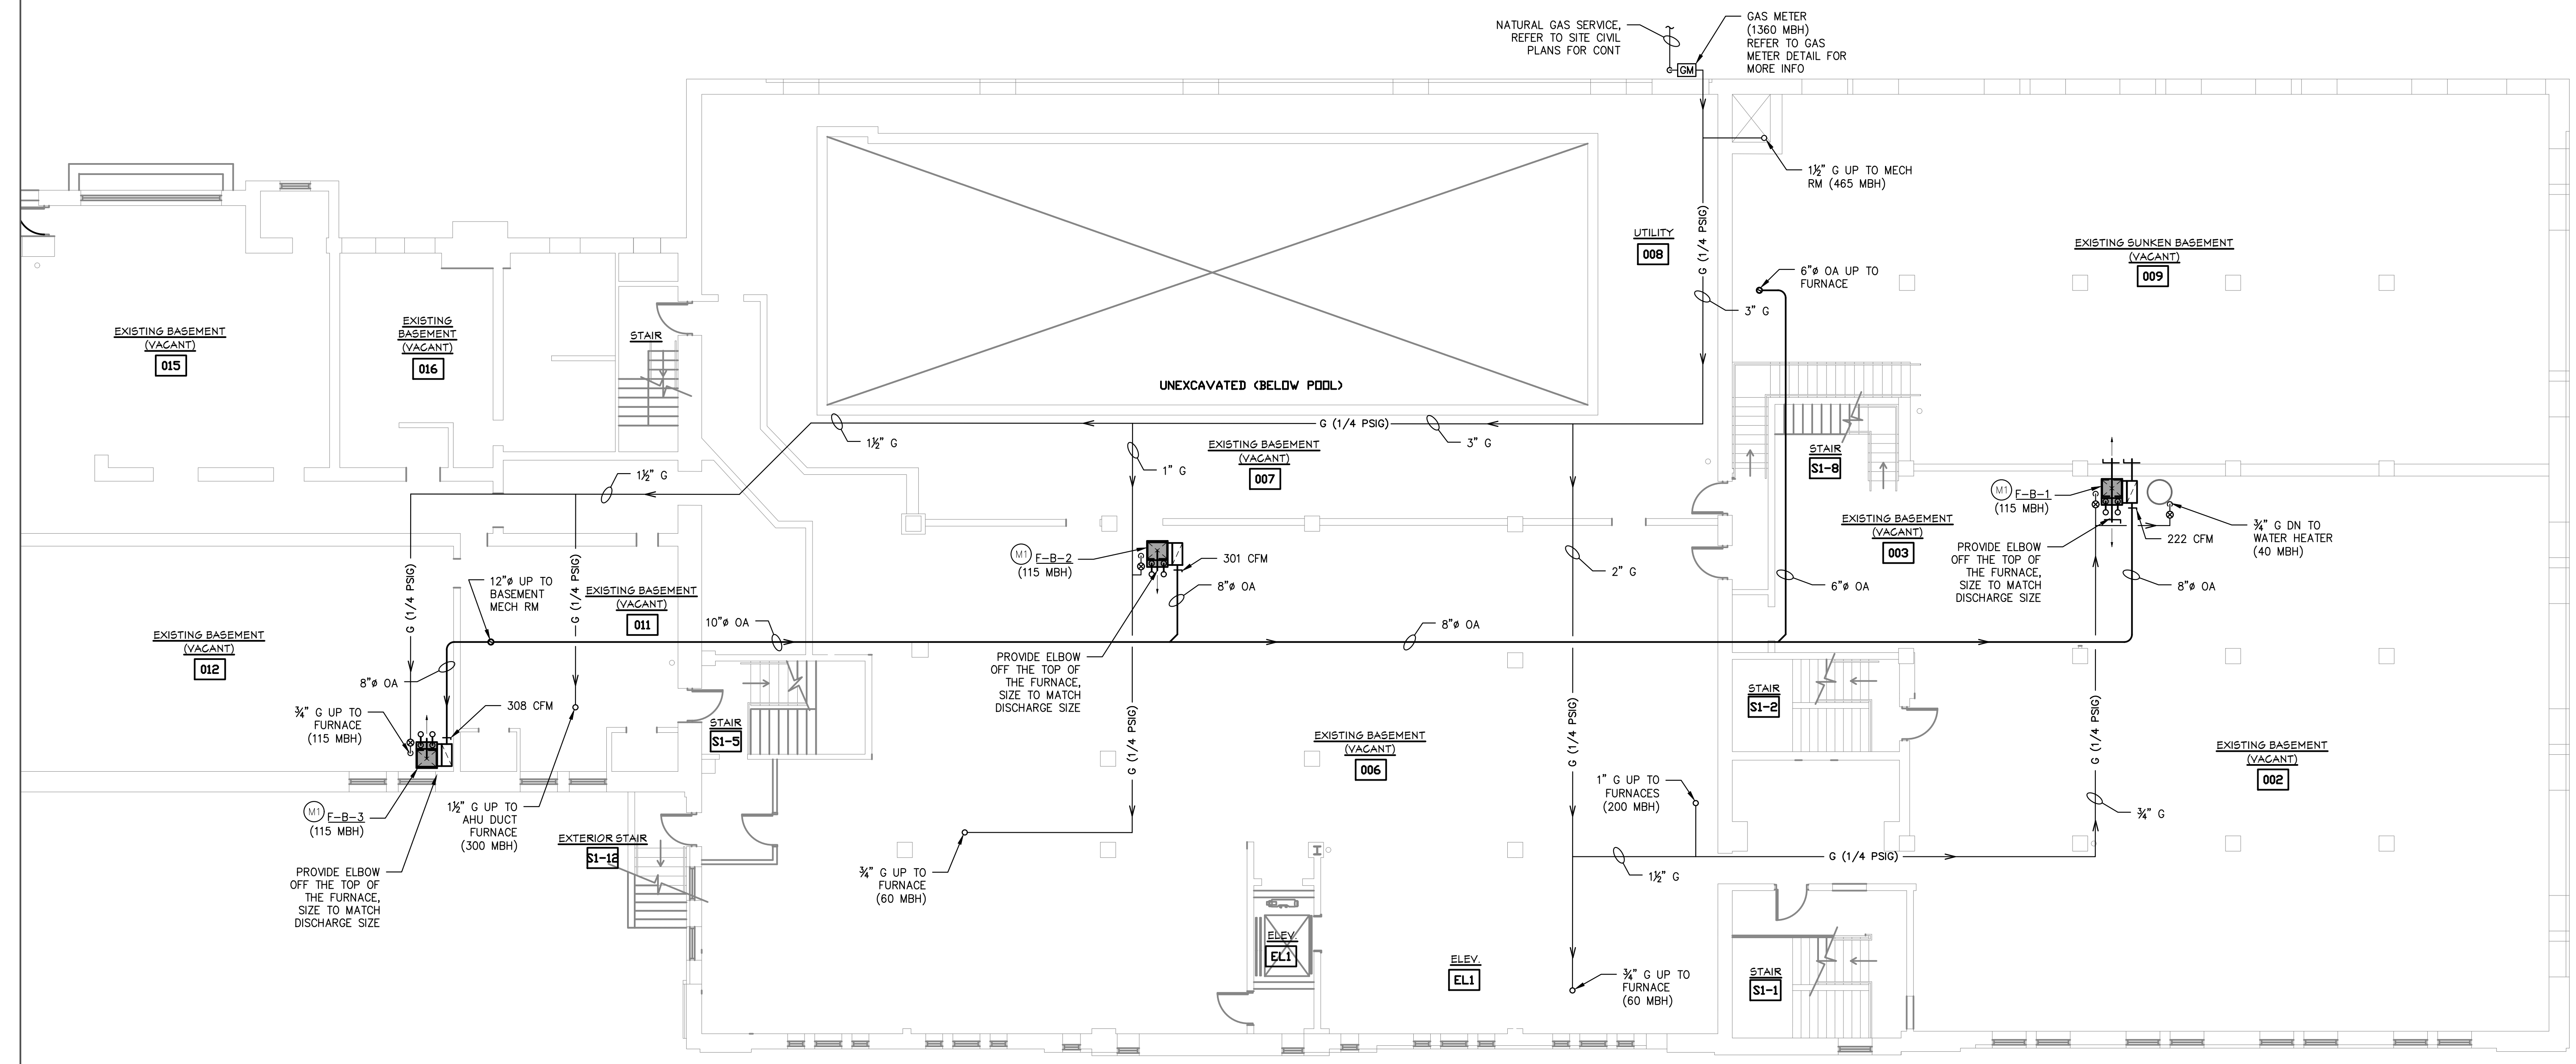 NATURAL GAS SERVICE,
REFER TO SITE CIVIL
PLANS FOR CONT
GAS METER
(1360 MBH)
REFER TO GAS
METER DETAIL FOR
MORE INFO
GM
1½" G UP TO MECH
RM (465 MBH)
G (1/4 PSIG)
UTILITY
008
3" G
6"ø OA UP TO
FURNACE
EXISTING SUNKEN BASEMENT
(VACANT)
009
EXISTING BASEMENT
(VACANT)
015
EXISTING
BASEMENT
(VACANT)
016
STAIR
UNEXCAVATED (BELOW POOL)
1½" G
G (1/4 PSIG)
3" G
EXISTING BASEMENT
(VACANT)
007
1" G
1½" G
STAIR
S1-8
M1
F-B-1
(115 MBH)
EXISTING BASEMENT
(VACANT)
003
PROVIDE ELBOW
OFF THE TOP OF
THE FURNACE,
SIZE TO MATCH
DISCHARGE SIZE
¾" G DN TO
WATER HEATER
(40 MBH)
222 CFM
8"ø OA
6"ø OA
2" G
M1
F-B-2
(115 MBH)
301 CFM
8"ø OA
G (1/4 PSIG)
G (1/4 PSIG)
12"ø UP TO
BASEMENT
MECH RM
EXISTING BASEMENT
(VACANT)
011
10"ø OA
8"ø OA
EXISTING BASEMENT
(VACANT)
012
8"ø OA
PROVIDE ELBOW
OFF THE TOP OF
THE FURNACE,
SIZE TO MATCH
DISCHARGE SIZE
¾" G UP TO
FURNACE
(115 MBH)
308 CFM
STAIR
S1-5
G (1/4 PSIG)
G (1/4 PSIG)
G (1/4 PSIG)
STAIR
S1-2
EXISTING BASEMENT
(VACANT)
006
EXISTING BASEMENT
(VACANT)
002
1" G UP TO
FURNACES
(200 MBH)
¾" G
M1
F-B-3
(115 MBH)
1½" G UP TO
AHU DUCT
FURNACE
(300 MBH)
EXTERIOR STAIR
S1-12
PROVIDE ELBOW
OFF THE TOP OF
THE FURNACE,
SIZE TO MATCH
DISCHARGE SIZE
¾" G UP TO
FURNACE
(60 MBH)
G (1/4 PSIG)
1½" G
ELEV.
EL1
ELEV.
EL1
¾" G UP TO
FURNACE
(60 MBH)
STAIR
S1-1